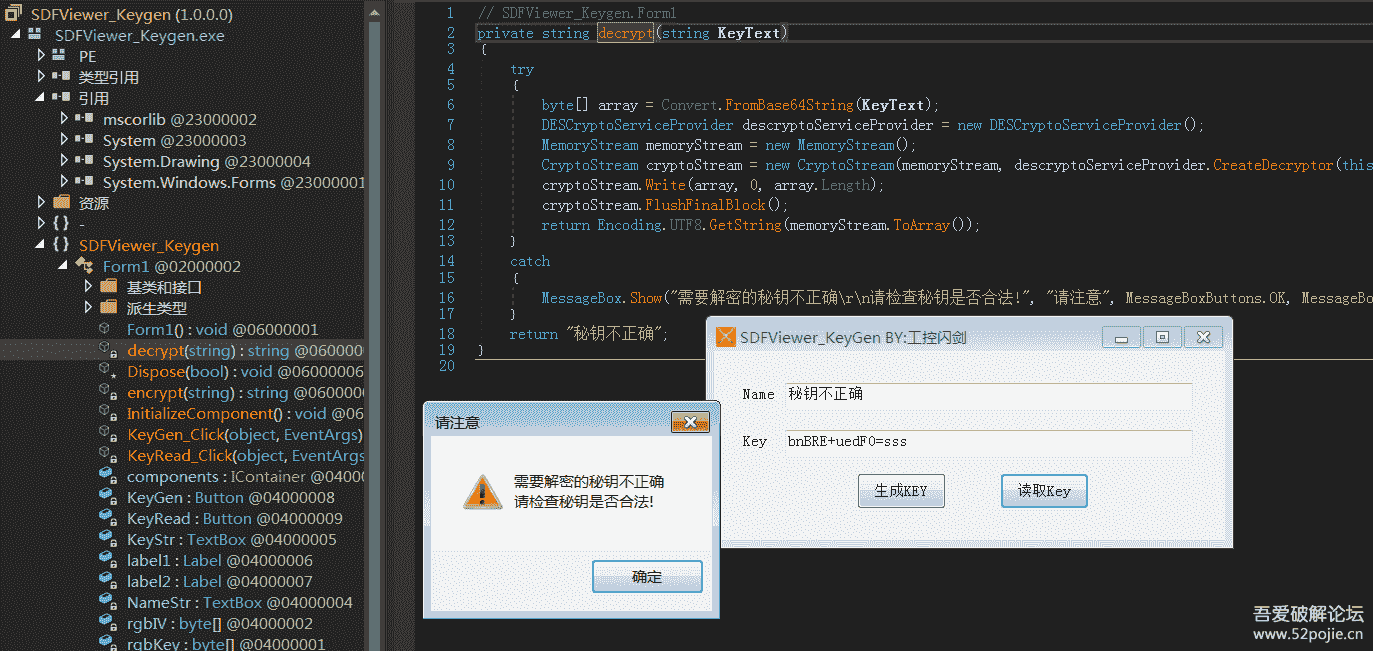 SDFViewer_Keygen (1.0.0.0)
SDFViewer_Keygen.exe
PE
类型引用
引用
mscorlib @23000002
System @23000003
System.Drawing @23000004
System.Windows.Forms @23000001
资源
{ } -
{ } SDFViewer_Keygen
Form1 @02000002
基类和接口
派生类型
Form1() : void @06000001
decrypt(string) : string @060000
Dispose(bool) : void @06000006
encrypt(string) : string @060000
InitializeComponent() : void @06
KeyGen_Click(object, EventArgs)
KeyRead_Click(object, EventArgs
components : IContainer @04000
KeyGen : Button @04000008
KeyRead : Button @04000009
KeyStr : TextBox @04000005
label1 : Label @04000006
label2 : Label @04000007
NameStr : TextBox @04000004
rgbIV : byte[] @04000002
rgbKey : byte[] @04000001
1 // SDFViewer_Keygen.Form1
2 private string decrypt(string KeyText)
3 {
4 try
5 {
6 byte[] array = Convert.FromBase64String(KeyText);
7 DESCryptoServiceProvider descryptoServiceProvider = new DESCryptoServiceProvider();
8 MemoryStream memoryStream = new MemoryStream();
9 CryptoStream cryptoStream = new CryptoStream(memoryStream, descryptoServiceProvider.CreateDecryptor(this
10 cryptoStream.Write(array, 0, array.Length);
11 cryptoStream.FlushFinalBlock();
12 return Encoding.UTF8.GetString(memoryStream.ToArray());
13 }
14 catch
15 {
16 MessageBox.Show("需要解密的秘钥不正确\r\n请检查秘钥是否合法!", "请注意", MessageBoxButtons.OK, MessageBo
17 }
18 return "秘钥不正确";
19 }
20
SDFViewer_KeyGen BY:工控闪剑
Name 秘钥不正确
Key bnBRE+uedF0=sss
生成KEY 读取Key
请注意
需要解密的秘钥不正确
请检查秘钥是否合法!
确定
吾爱破解论坛
www.52pojie.cn